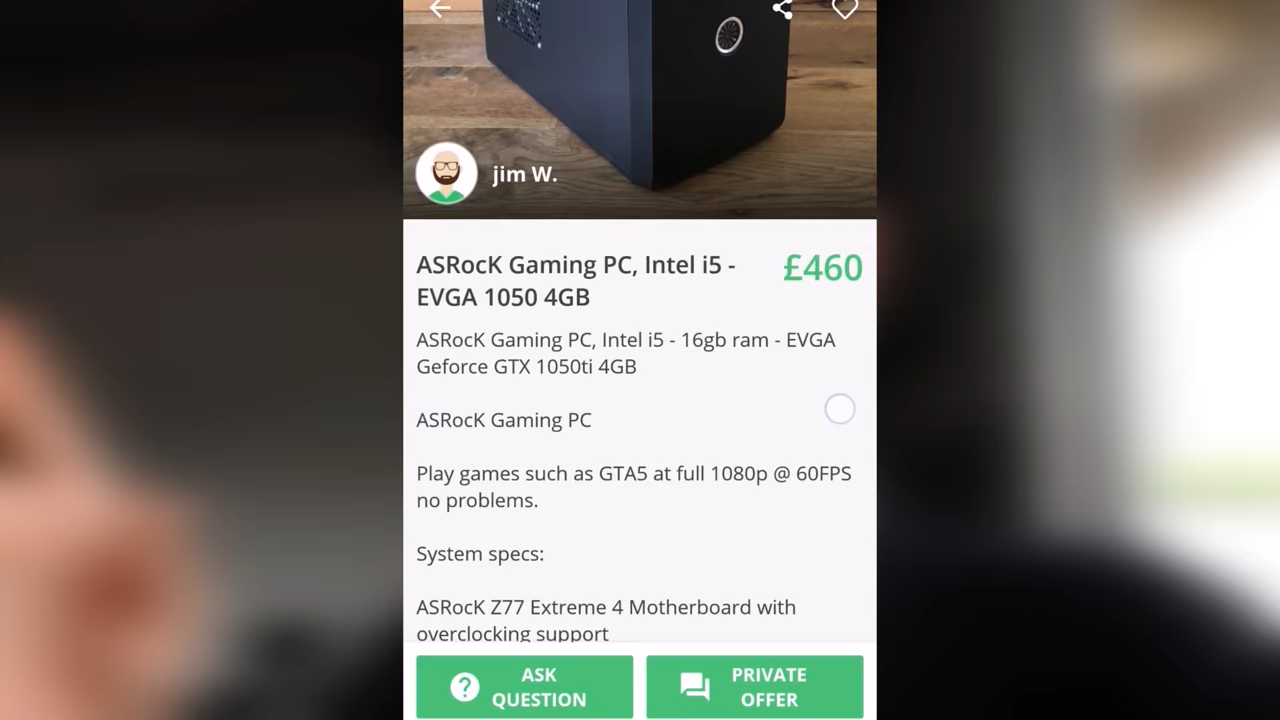 jim W.
ASRocK Gaming PC, Intel i5 -
EVGA 1050 4GB
£460
ASRocK Gaming PC, Intel i5 - 16gb ram - EVGA
Geforce GTX 1050ti 4GB
ASRocK Gaming PC
Play games such as GTA5 at full 1080p @ 60FPS
no problems.
System specs:
ASRocK Z77 Extreme 4 Motherboard with
overclocking support
ASK
QUESTION
PRIVATE
OFFER